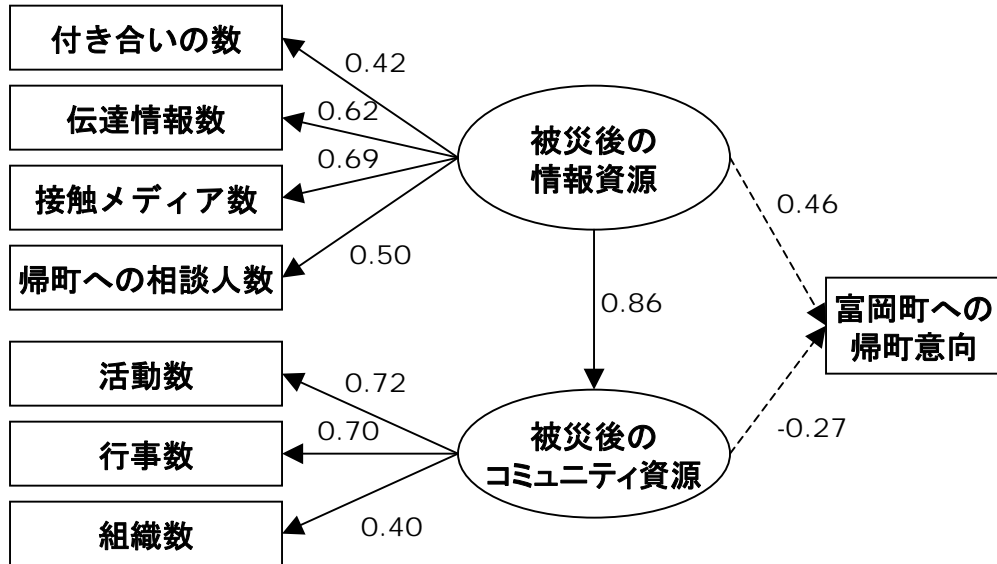 付き合いの数
0.42
伝達情報数
0.62
接触メディア数
0.69
帰町への相談人数
0.50
被災後の
情報資源
0.46
0.86
富岡町への
帰町意向
活動数
0.72
行事数
0.70
組織数
0.40
被災後の
コミュニティ資源
-0.27